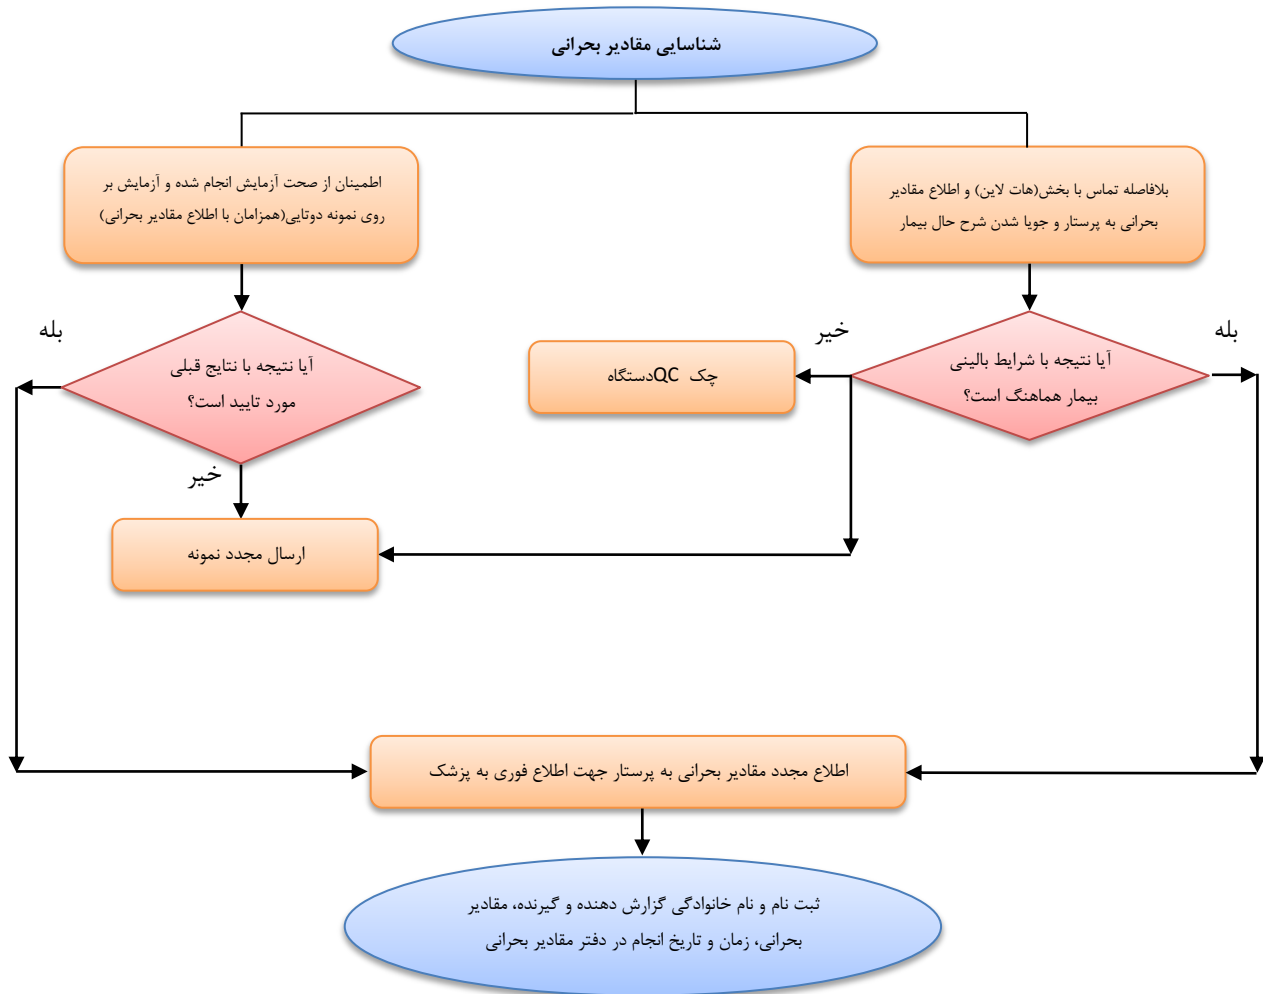 شناسایی مقادیر بحرانی
بلافاصله تماس با بخش(هات لاین) و اطلاع مقادیر
بحرانی به پرستار و جویا شدن شرح حال بیمار
اطمینان از صحت آزمایش انجام شده و آزمایش بر
روی نمونه دوتایی(همزامان با اطلاع مقادیر بحرانی)
بله
آیا نتیجه با شرایط بالینی
بیمار هماهنگ است؟
خیر
چک QCدستگاه
آیا نتیجه با نتایج قبلی
مورد تایید است؟
بله
خیر
ارسال مجدد نمونه
اطلاع مجدد مقادیر بحرانی به پرستار جهت اطلاع فوری به پزشک
ثبت نام و نام خانوادگی گزارش دهنده و گیرنده، مقادیر
بحرانی، زمان و تاریخ انجام در دفتر مقادیر بحرانی